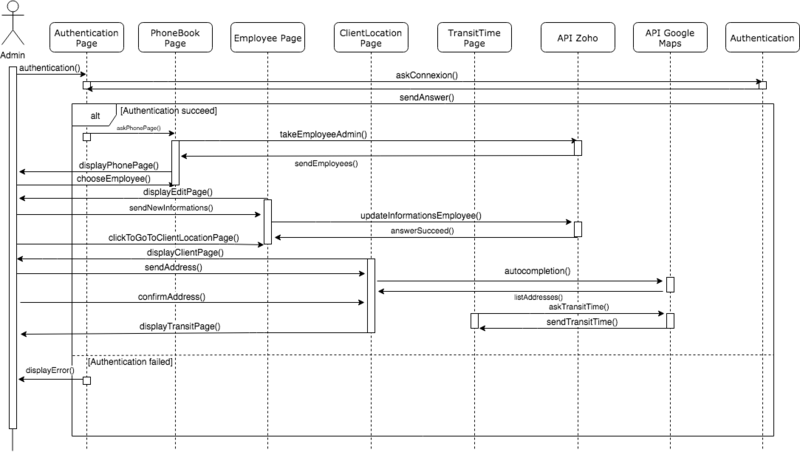 Admin
Authentication
Page
PhoneBook
Page
Employee Page
ClientLocation
Page
TransitTime
Page
API Zoho
API Google
Maps
Authentication
authentication()
askConnexion()
sendAnswer()
alt
[Authentication succeed]
askPhonePage()
takeEmployeeAdmin()
sendEmployees()
displayPhonePage()
chooseEmployee()
displayEditPage()
sendNewInformations()
updateInformationsEmployee()
answerSucceed()
clickToGoToClientLocationPage()
displayClientPage()
sendAddress()
autocompletion()
listAddresses()
confirmAddress()
askTransitTime()
sendTransitTime()
displayTransitPage()
[Authentication failed]
displayError()